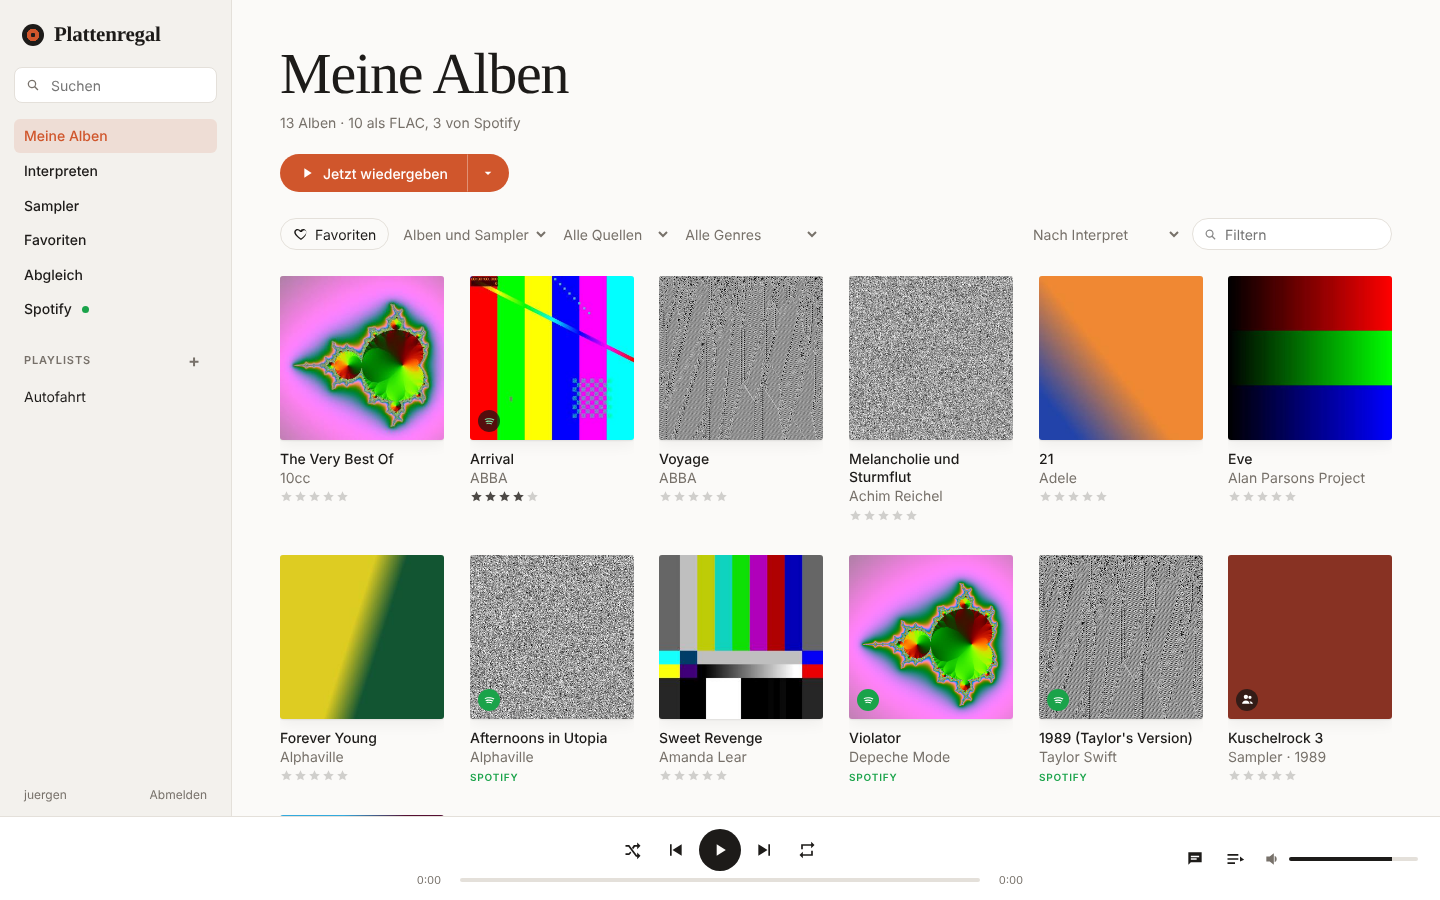 Plattenregal
Suchen
Meine Alben
Interpreten
Sampler
Favoriten
Abgleich
Spotify
PLAYLISTS
Autofahrt
juergen
Abmelden
Meine Alben
13 Alben · 10 als FLAC, 3 von Spotify
Jetzt wiedergeben
Favoriten
Alben und Sampler
Alle Quellen
Alle Genres
Nach Interpret
Filtern
The Very Best Of
10cc
Arrival
ABBA
Voyage
ABBA
Melancholie und
Sturmflut
Achim Reichel
21
Adele
Eve
Alan Parsons Project
Forever Young
Alphaville
Afternoons in Utopia
Alphaville
SPOTIFY
Sweet Revenge
Amanda Lear
Violator
Depeche Mode
SPOTIFY
1989 (Taylor's Version)
Taylor Swift
SPOTIFY
Kuschelrock 3
Sampler · 1989
0:00
0:00